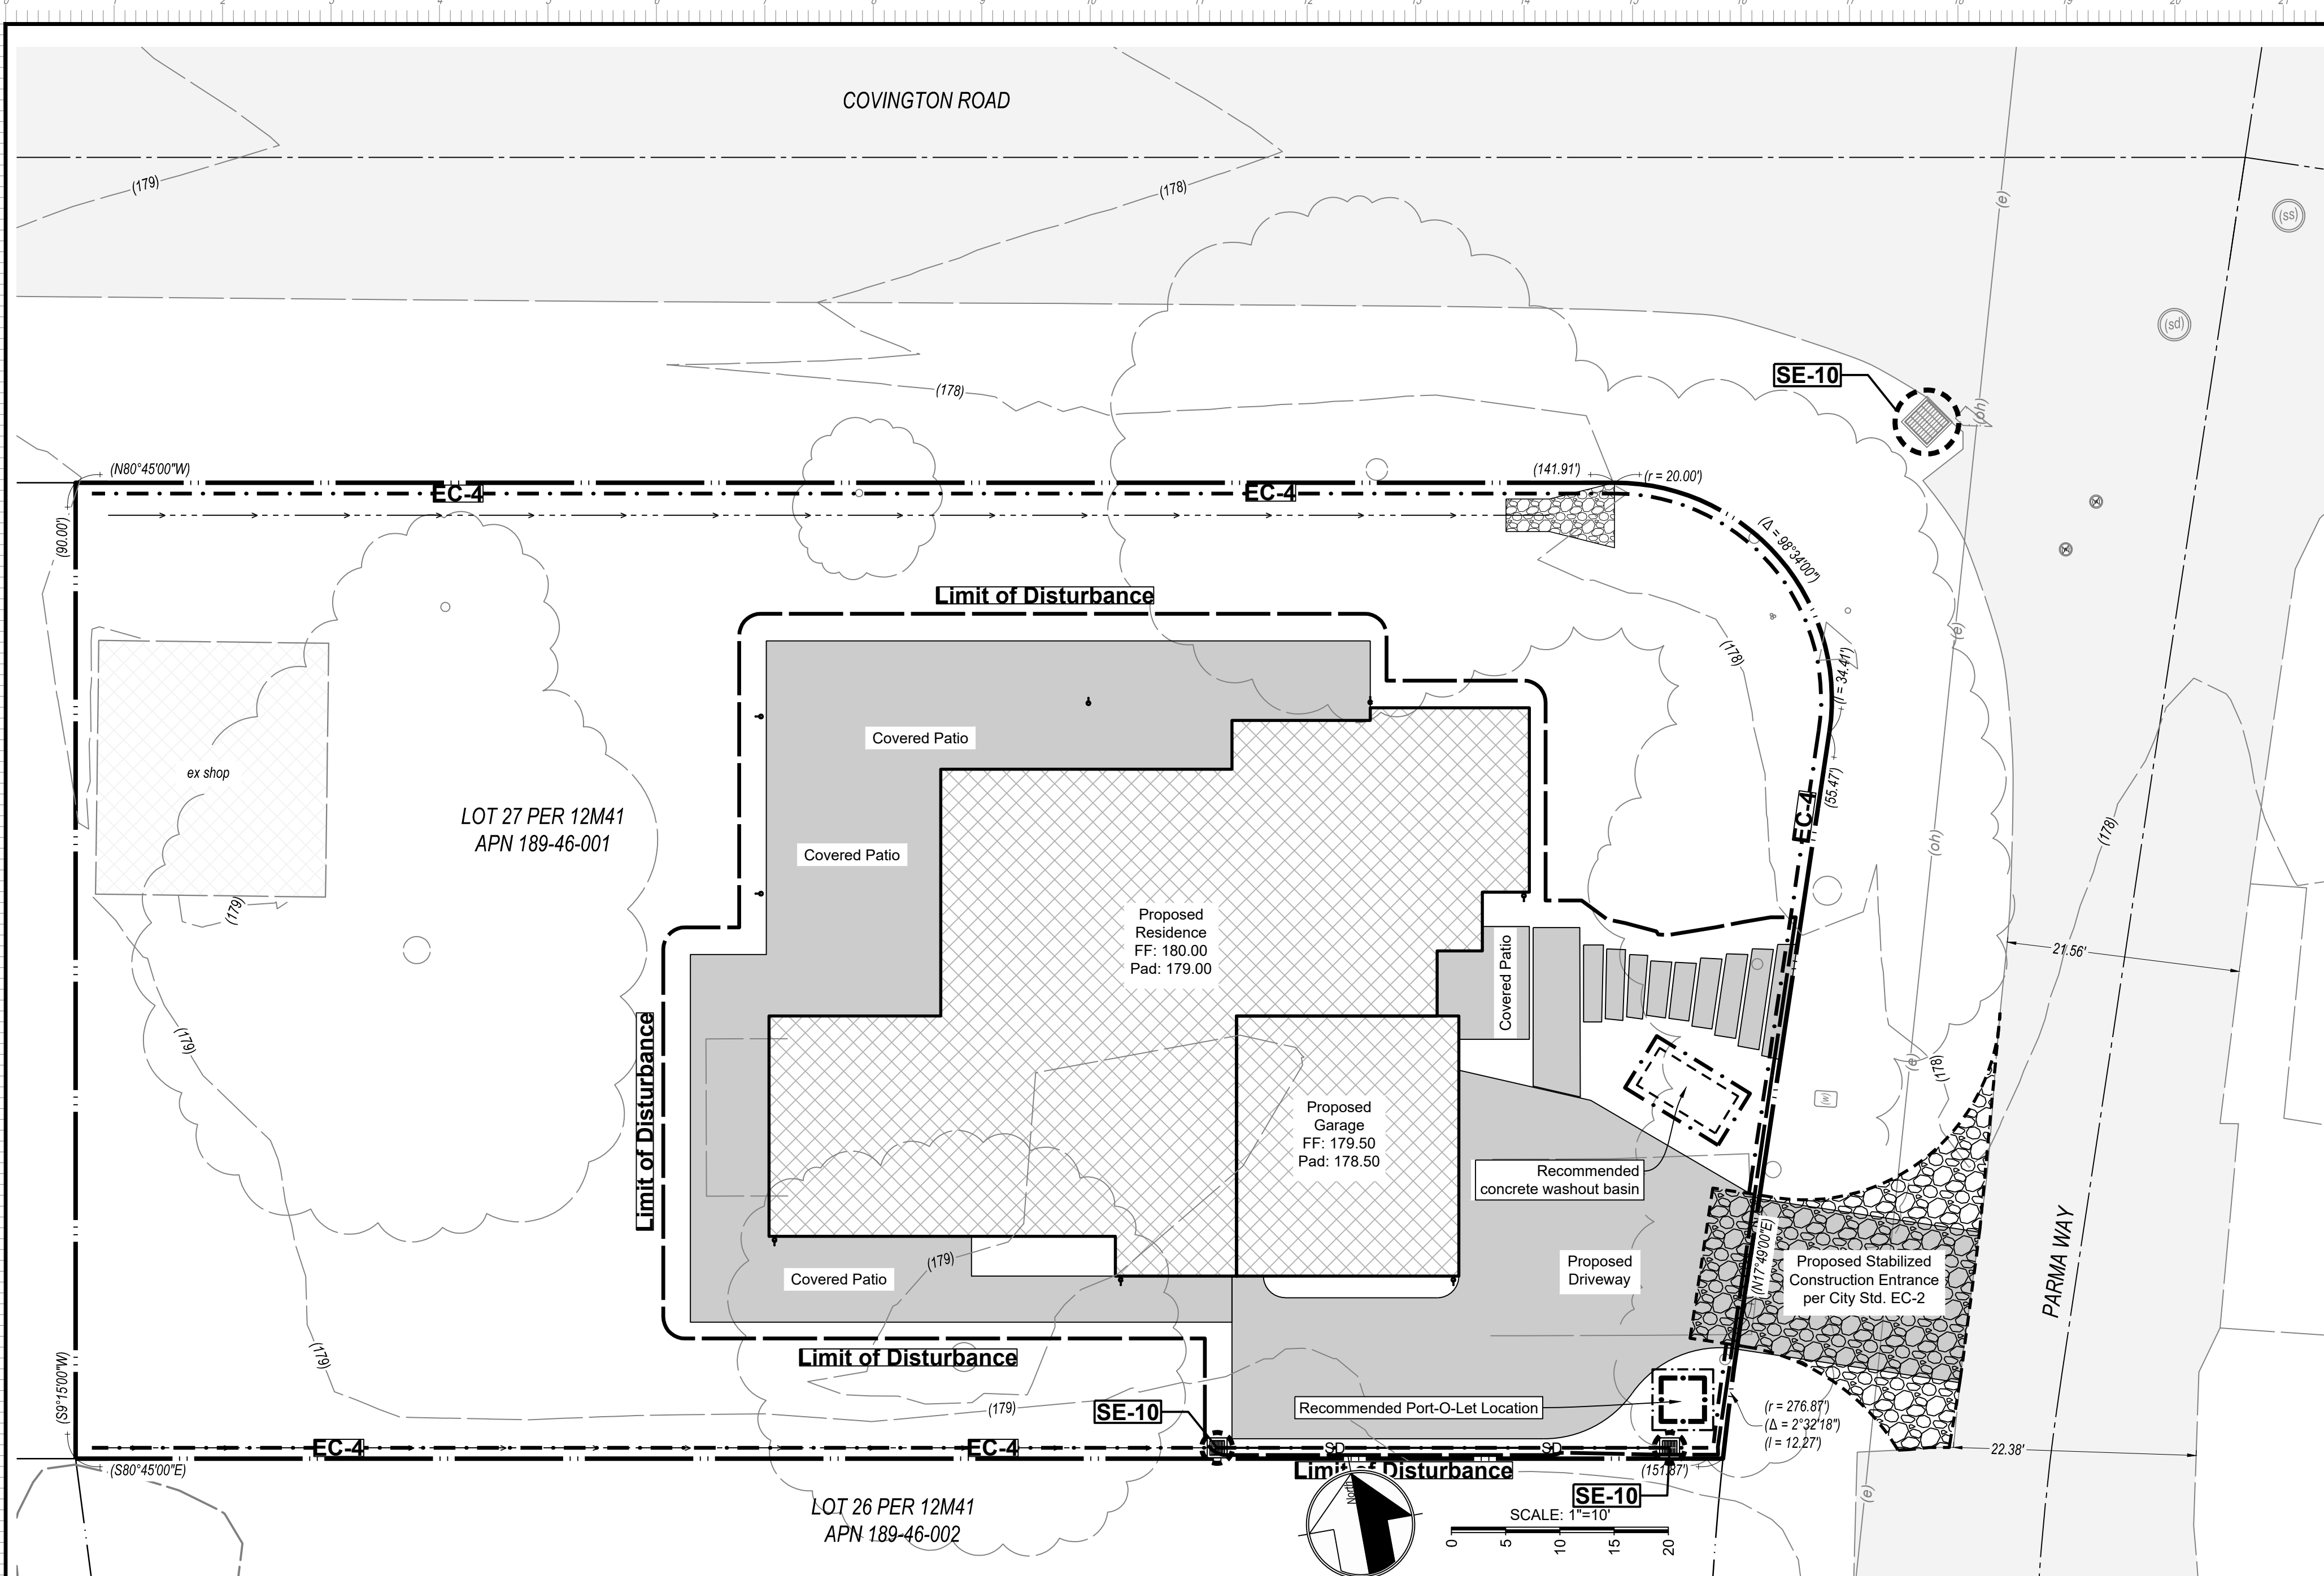 COVINGTON ROAD
(179)
(178)
(e)
(ss)
(sd)
SE-10
(oh)
(178)
(N80°45'00"W)
(141.91')
(r = 20.00')
EC-4
EC-4
(90.00')
(Δ = 98°34'00")
Limit of Disturbance
(e)
(178)
(l = 34.41')
Covered Patio
ex shop
(55.47')
EC-4
LOT 27 PER 12M41
APN 189-46-001
(178)
(oh)
Covered Patio
(179)
Proposed
Residence
FF: 180.00
Pad: 179.00
Covered Patio
21.56'
(179)
Limit of Disturbance
(e)
(178)
(w)
Proposed
Garage
FF: 179.50
Pad: 178.50
Recommended
concrete washout basin
(N17°49'00"E)
PARMA WAY
(179)
Covered Patio
Proposed
Driveway
Proposed Stabilized
Construction Entrance
per City Std. EC-2
(179)
Limit of Disturbance
(S9°15'00"W)
(179)
SE-10
Recommended Port-O-Let Location
(r = 276.87')
(Δ = 2°32'18")
(l = 12.27')
EC-4
EC-4
SD
SD
22.38'
(S80°45'00"E)
Limit of Disturbance
(151.87')
(e)
SE-10
LOT 26 PER 12M41
APN 189-46-002
North
SCALE: 1"=10'
0
5
10
15
20